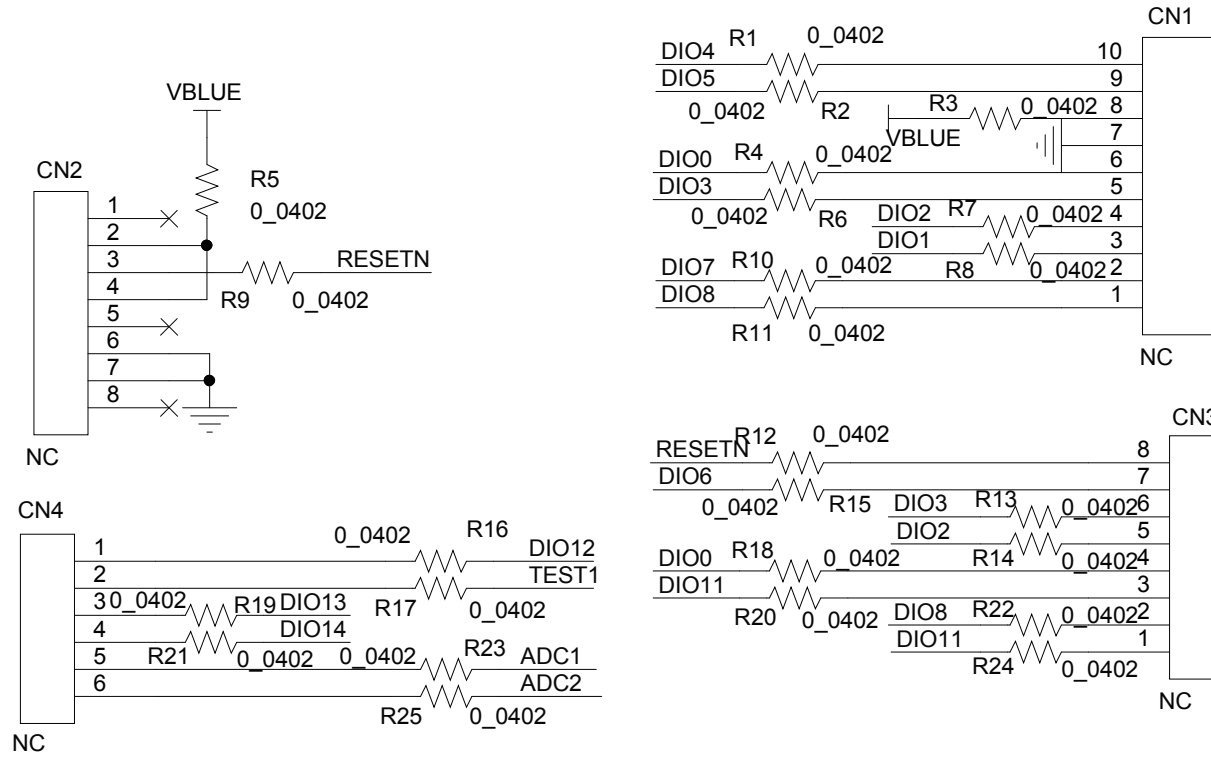 VBLUE
CN2
R5
0_0402
1
2
3
RESETN
4
R9
0_0402
5
6
7
8
NC
CN1
R1
0_0402
DIO4
10
DIO5
9
0_0402
R2
R3
0_0402
8
VBLUE
7
DIO0
R4
0_0402
6
DIO3
5
0_0402
R6
DIO2
R7
0_0402
4
DIO1
3
R8
0_0402
DIO7
R10
0_0402
2
DIO8
1
R11
0_0402
NC
CN4
R16
0_0402
1
DIO12
2
TEST1
3
0_0402
R19
DIO13
R17
0_0402
4
DIO14
R21
0_0402
5
0_0402
R23
ADC1
6
ADC2
R25
0_0402
NC
CN3
R12
0_0402
RESETN
8
DIO6
7
0_0402
R15
DIO3
R13
0_0402
6
DIO2
5
R14
0_0402
DIO0
R18
0_0402
4
DIO11
3
R20
0_0402
DIO8
R22
0_0402
2
DIO11
1
R24
0_0402
NC